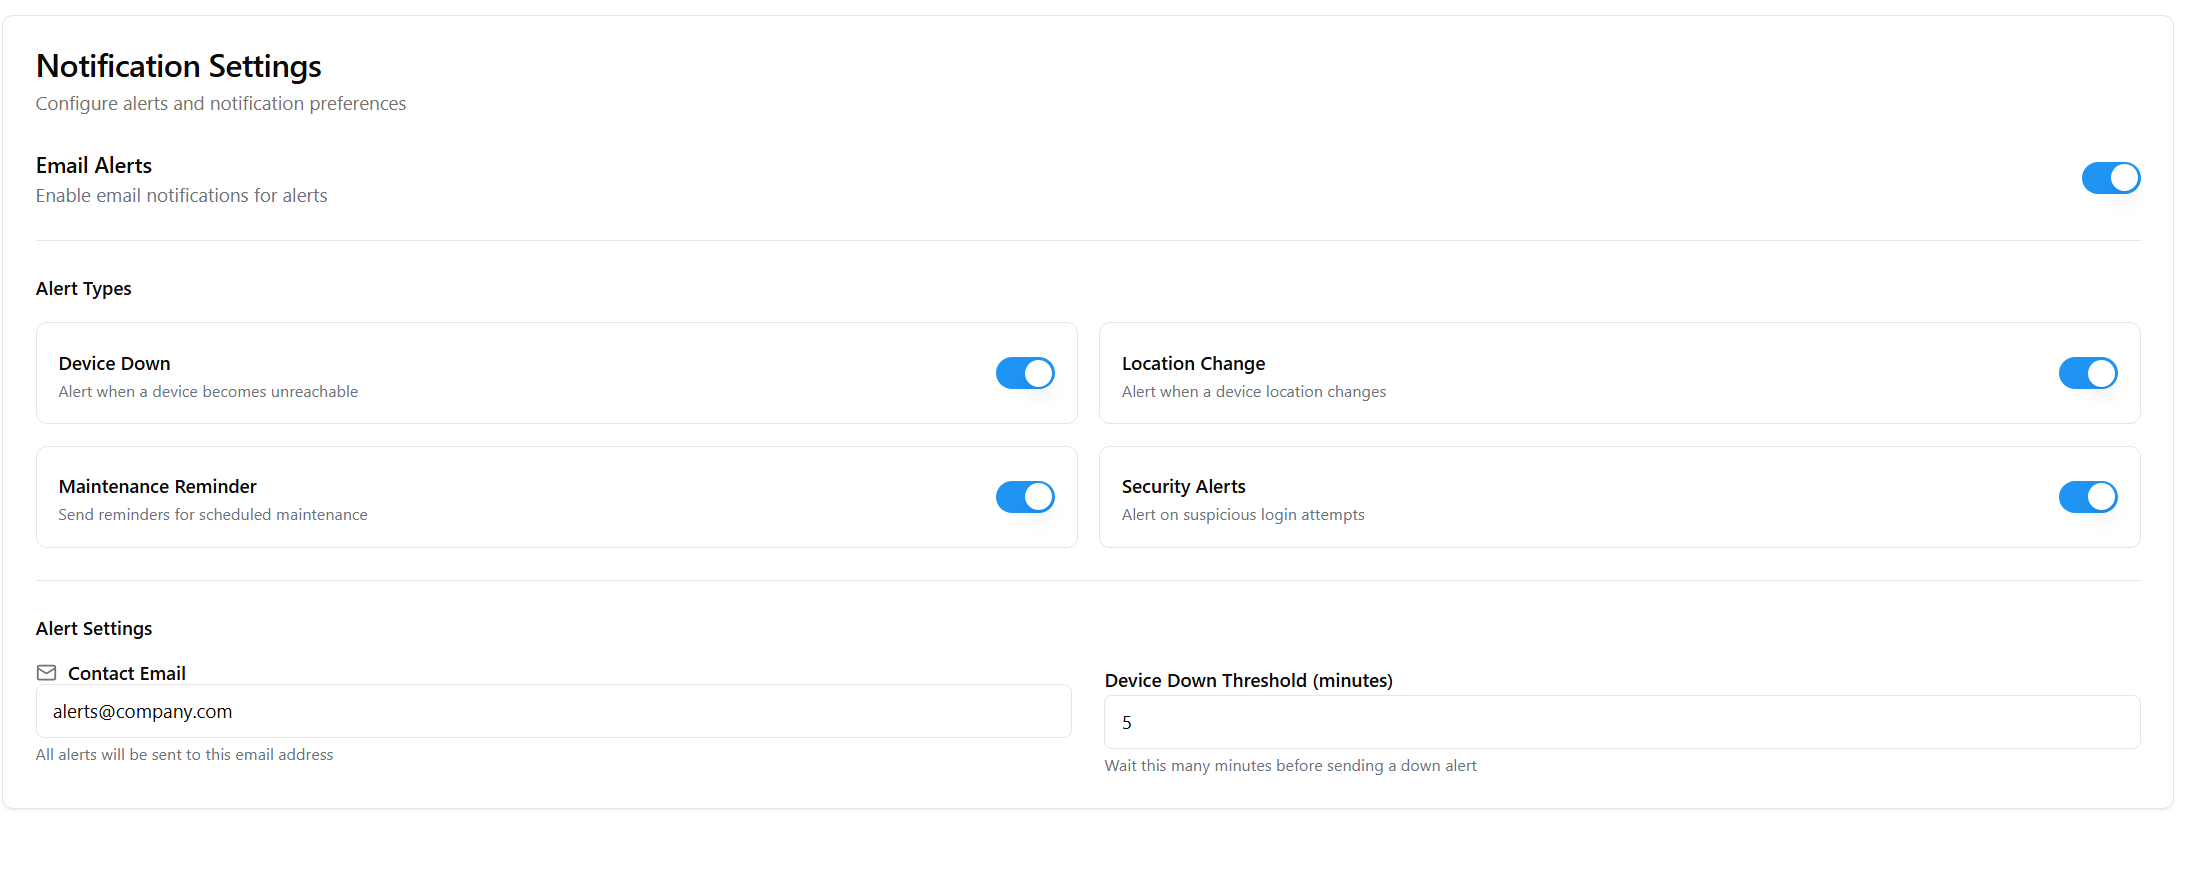 Notification Settings
Configure alerts and notification preferences
Email Alerts
Enable email notifications for alerts
Alert Types
Device Down
Alert when a device becomes unreachable
Location Change
Alert when a device location changes
Maintenance Reminder
Send reminders for scheduled maintenance
Security Alerts
Alert on suspicious login attempts
Alert Settings
Contact Email
alerts@company.com
All alerts will be sent to this email address
Device Down Threshold (minutes)
5
Wait this many minutes before sending a down alert